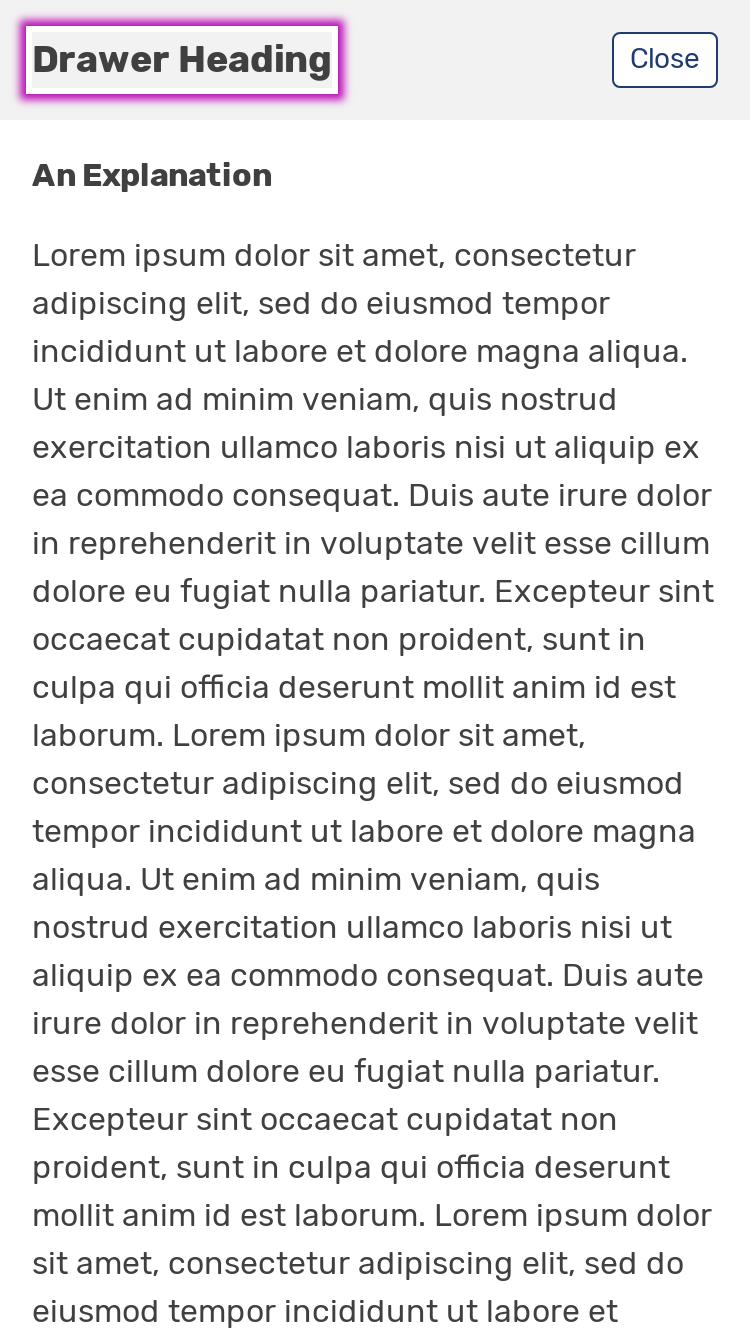 Drawer Heading
Close
An Explanation
Lorem ipsum dolor sit amet, consectetur
adipiscing elit, sed do eiusmod tempor
incididunt ut labore et dolore magna aliqua.
Ut enim ad minim veniam, quis nostrud
exercitation ullamco laboris nisi ut aliquip ex
ea commodo consequat. Duis aute irure dolor
in reprehenderit in voluptate velit esse cillum
dolore eu fugiat nulla pariatur. Excepteur sint
occaecat cupidatat non proident, sunt in
culpa qui officia deserunt mollit anim id est
laborum. Lorem ipsum dolor sit amet,
consectetur adipiscing elit, sed do eiusmod
tempor incididunt ut labore et dolore magna
aliqua. Ut enim ad minim veniam, quis
nostrud exercitation ullamco laboris nisi ut
aliquip ex ea commodo consequat. Duis aute
irure dolor in reprehenderit in voluptate velit
esse cillum dolore eu fugiat nulla pariatur.
Excepteur sint occaecat cupidatat non
proident, sunt in culpa qui officia deserunt
mollit anim id est laborum. Lorem ipsum dolor
sit amet, consectetur adipiscing elit, sed do
eiusmod tempor incididunt ut labore et